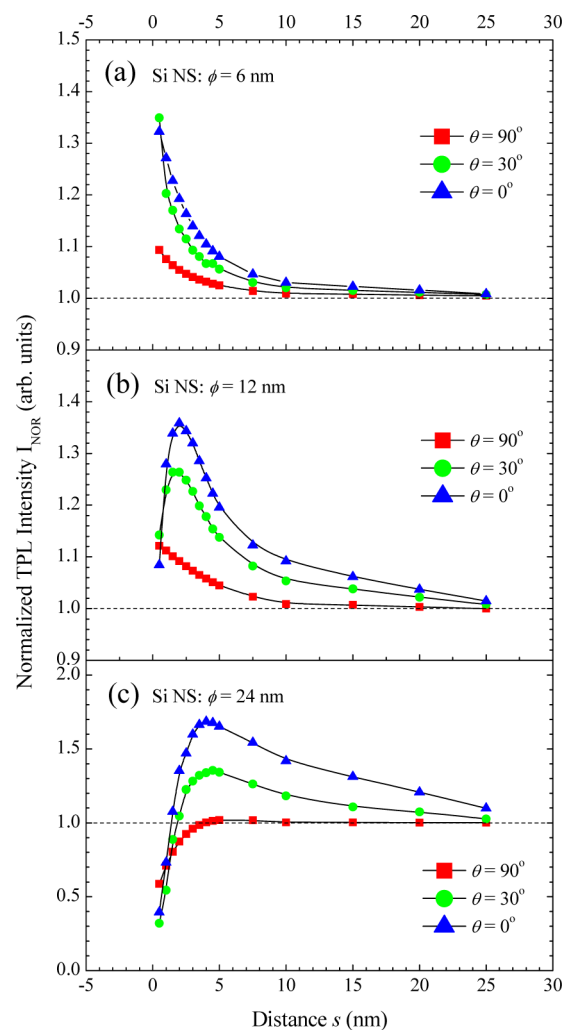 -5 0 5 10 15 20 25 30
1.5
(a) Si NS: ϕ = 6 nm
1.4
θ = 90°
1.3
θ = 30°
θ = 0°
1.2
1.1
1.0
0.9
(b) Si NS: ϕ = 12 nm
1.4
θ = 90°
1.3
θ = 30°
θ = 0°
1.2
1.1
1.0
0.9
Normalized TPL Intensity I_NOR (arb. units)
2.0
(c) Si NS: ϕ = 24 nm
1.5
1.0
θ = 90°
0.5
θ = 30°
θ = 0°
0.0
-5 0 5 10 15 20 25 30
Distance s (nm)